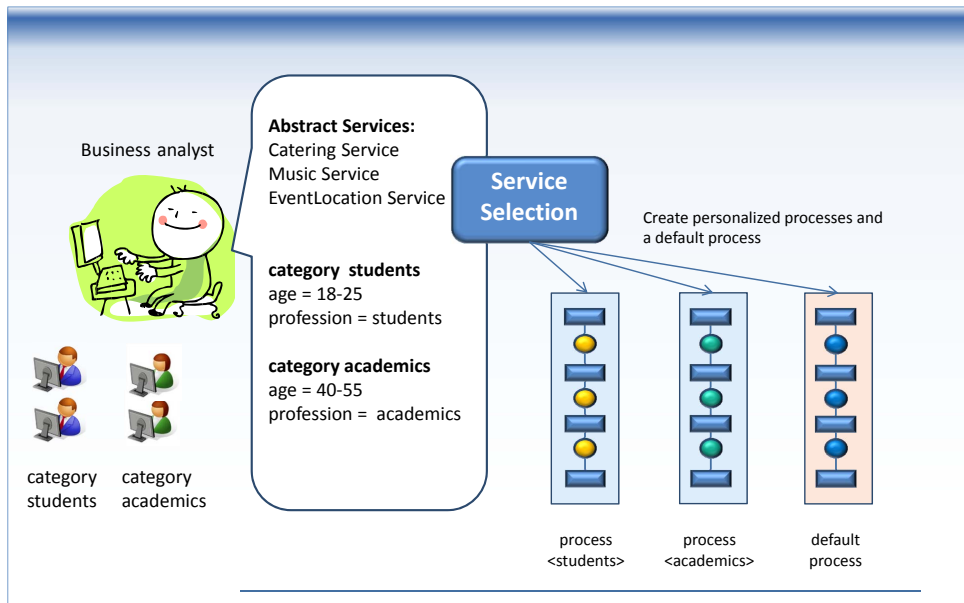 Business analyst
Abstract Services:
Catering Service
Music Service
EventLocation Service
category students
age = 18-25
profession = students
category academics
age = 40-55
profession = academics
Service
Selection
Create personalized processes and
a default process
category
students
category
academics
process
<students>
process
<academics>
default
process